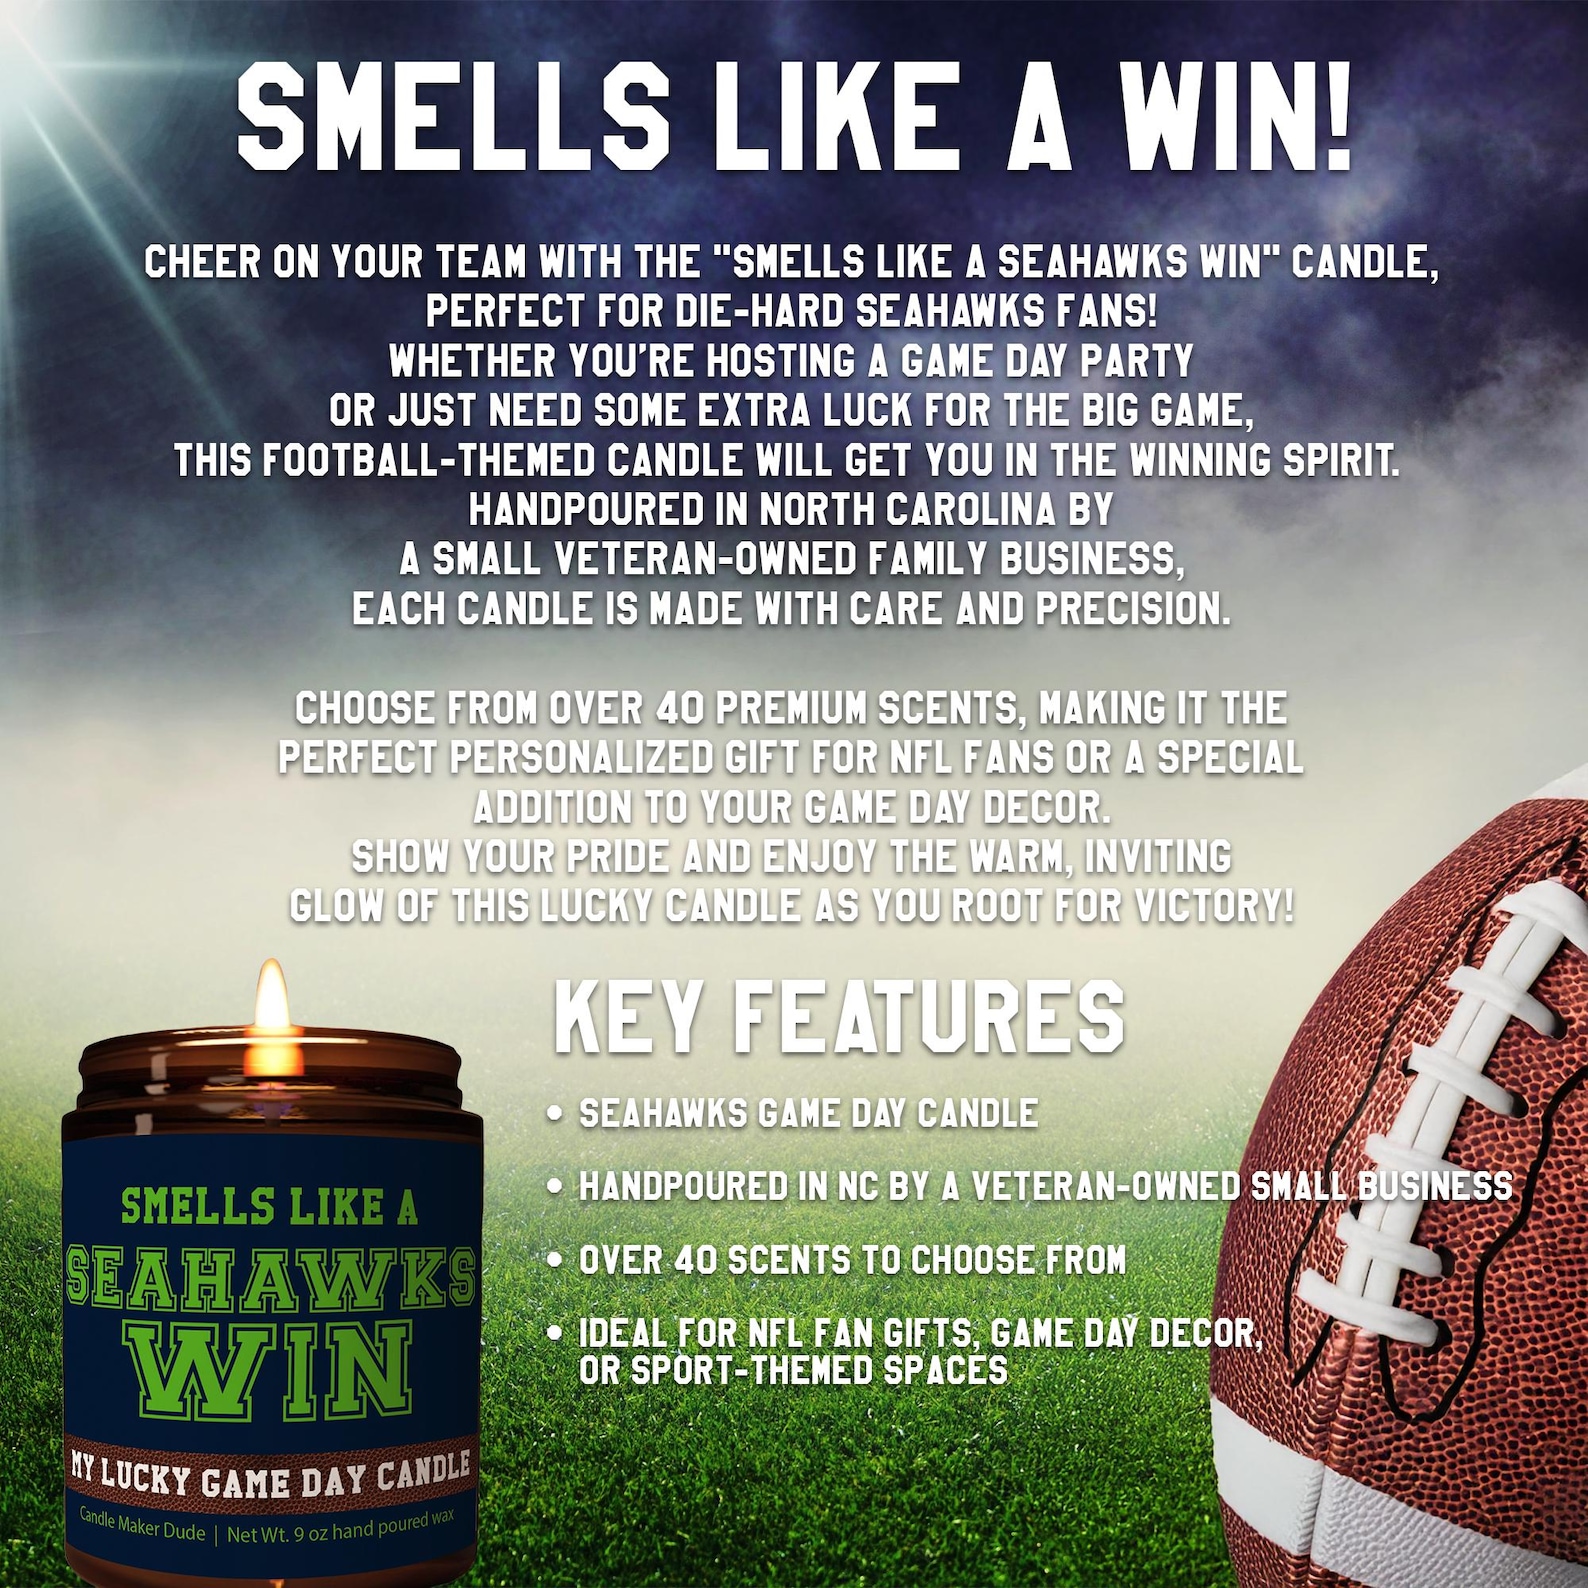 SMELLS LIKE A WIN!
CHEER ON YOUR TEAM WITH THE "SMELLS LIKE A SEAHAWKS WIN" CANDLE,
PERFECT FOR DIE-HARD SEAHAWKS FANS!
WHETHER YOU'RE HOSTING A GAME DAY PARTY
OR JUST NEED SOME EXTRA LUCK FOR THE BIG GAME,
THIS FOOTBALL-THEMED CANDLE WILL GET YOU IN THE WINNING SPIRIT.
HANDPOURED IN NORTH CAROLINA BY
A SMALL VETERAN-OWNED FAMILY BUSINESS,
EACH CANDLE IS MADE WITH CARE AND PRECISION.
CHOOSE FROM OVER 40 PREMIUM SCENTS, MAKING IT THE
PERFECT PERSONALIZED GIFT FOR NFL FANS OR A SPECIAL
ADDITION TO YOUR GAME DAY DECOR.
SHOW YOUR PRIDE AND ENJOY THE WARM, INVITING
GLOW OF THIS LUCKY CANDLE AS YOU ROOT FOR VICTORY!
KEY FEATURES
• SEAHAWKS GAME DAY CANDLE
• HANDPOURED IN NC BY A VETERAN-OWNED SMALL BUSINESS
• OVER 40 SCENTS TO CHOOSE FROM
• IDEAL FOR NFL FAN GIFTS, GAME DAY DECOR,
OR SPORT-THEMED SPACES
SMELLS LIKE A
SEAHAWKS
WIN
MY LUCKY GAME DAY CANDLE
Candle Maker Dude | Net Wt. 9 oz hand poured wax